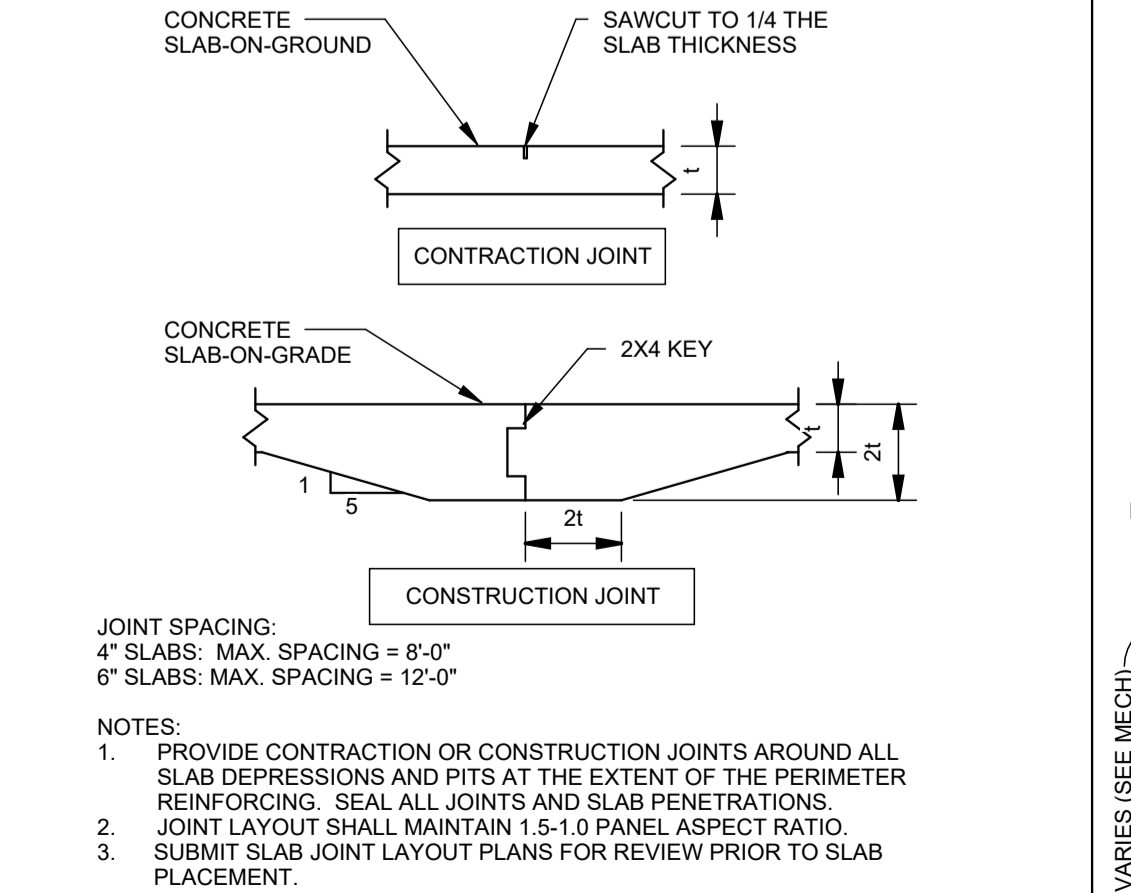 CONCRETE
SLAB-ON-GROUND
SAWCUT TO 1/4 THE
SLAB THICKNESS
t
CONTRACTION JOINT
CONCRETE
SLAB-ON-GRADE
2X4 KEY
t
2t
1
5
2t
CONSTRUCTION JOINT
JOINT SPACING:
4" SLABS: MAX. SPACING = 8'-0"
6" SLABS: MAX. SPACING = 12'-0"
NOTES:
1. PROVIDE CONTRACTION OR CONSTRUCTION JOINTS AROUND ALL
SLAB DEPRESSIONS AND PITS AT THE EXTENT OF THE PERIMETER
REINFORCING. SEAL ALL JOINTS AND SLAB PENETRATIONS.
2. JOINT LAYOUT SHALL MAINTAIN 1.5-1.0 PANEL ASPECT RATIO.
3. SUBMIT SLAB JOINT LAYOUT PLANS FOR REVIEW PRIOR TO SLAB
PLACEMENT.
VARIES (SEE MECH)